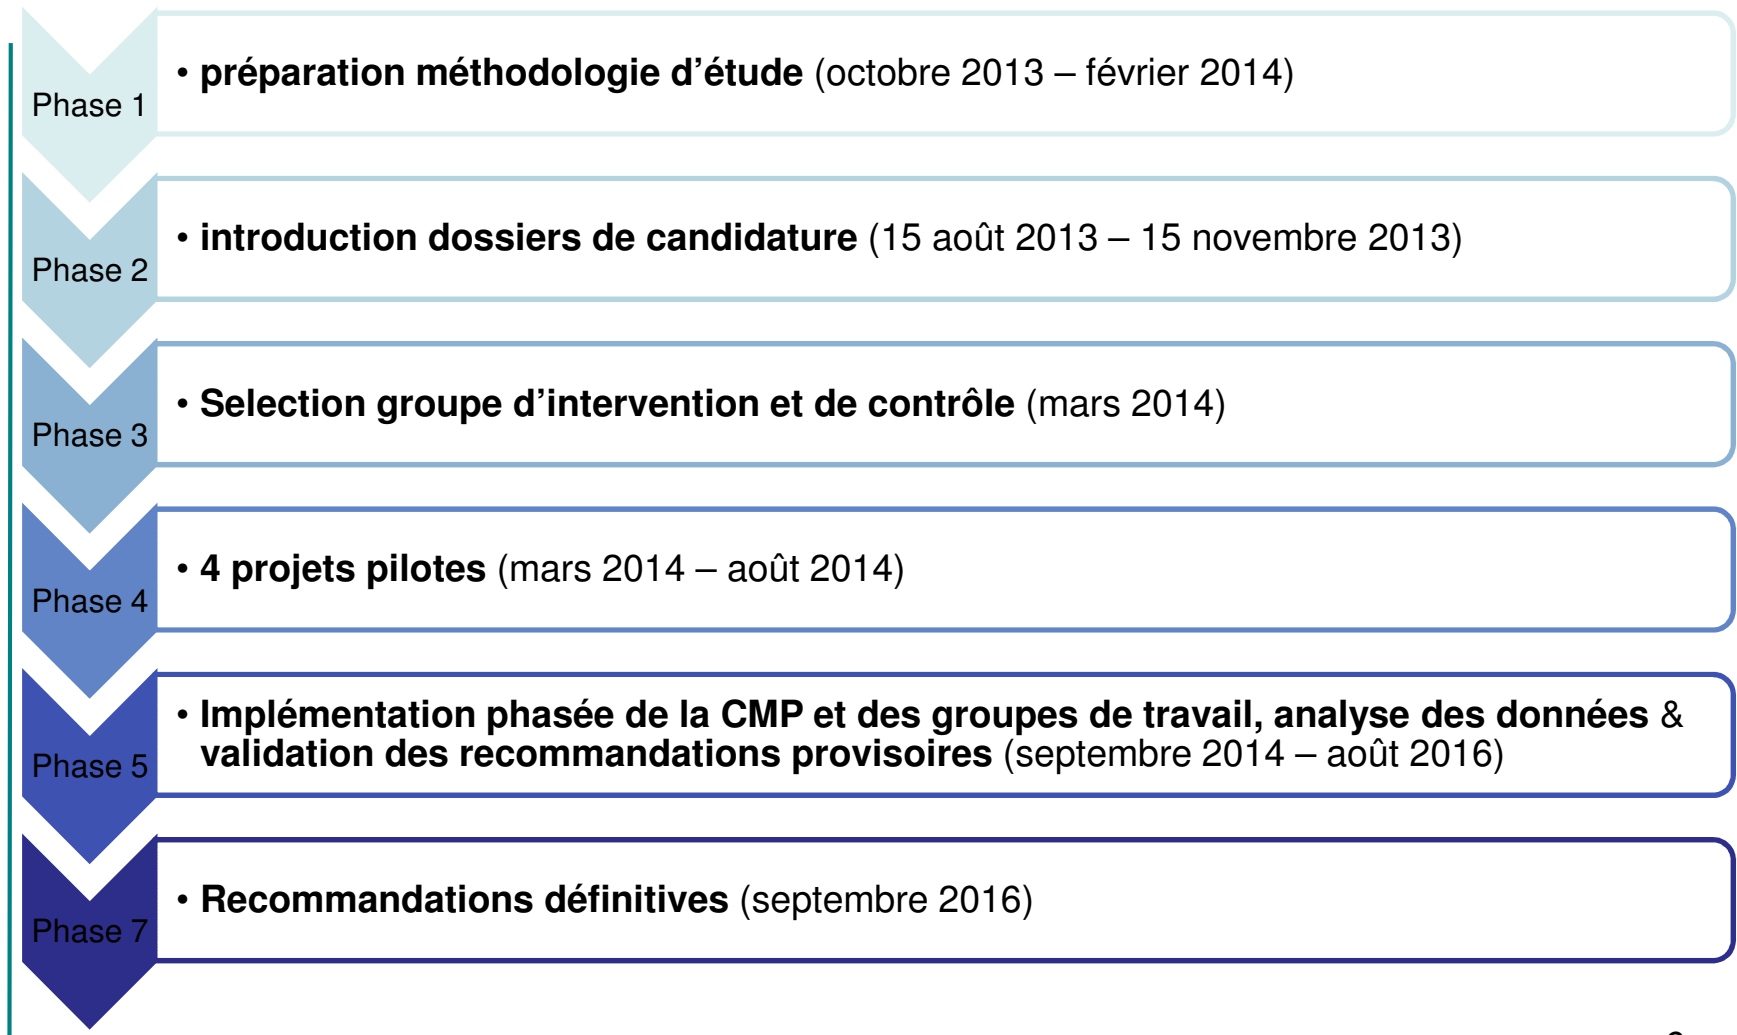 Phase 1
• préparation méthodologie d’étude (octobre 2013 – février 2014)
Phase 2
• introduction dossiers de candidature (15 août 2013 – 15 novembre 2013)
Phase 3
• Selection groupe d’intervention et de contrôle (mars 2014)
Phase 4
• 4 projets pilotes (mars 2014 – août 2014)
Phase 5
• Implémentation phasée de la CMP et des groupes de travail, analyse des données &
validation des recommandations provisoires (septembre 2014 – août 2016)
Phase 7
• Recommandations définitives (septembre 2016)